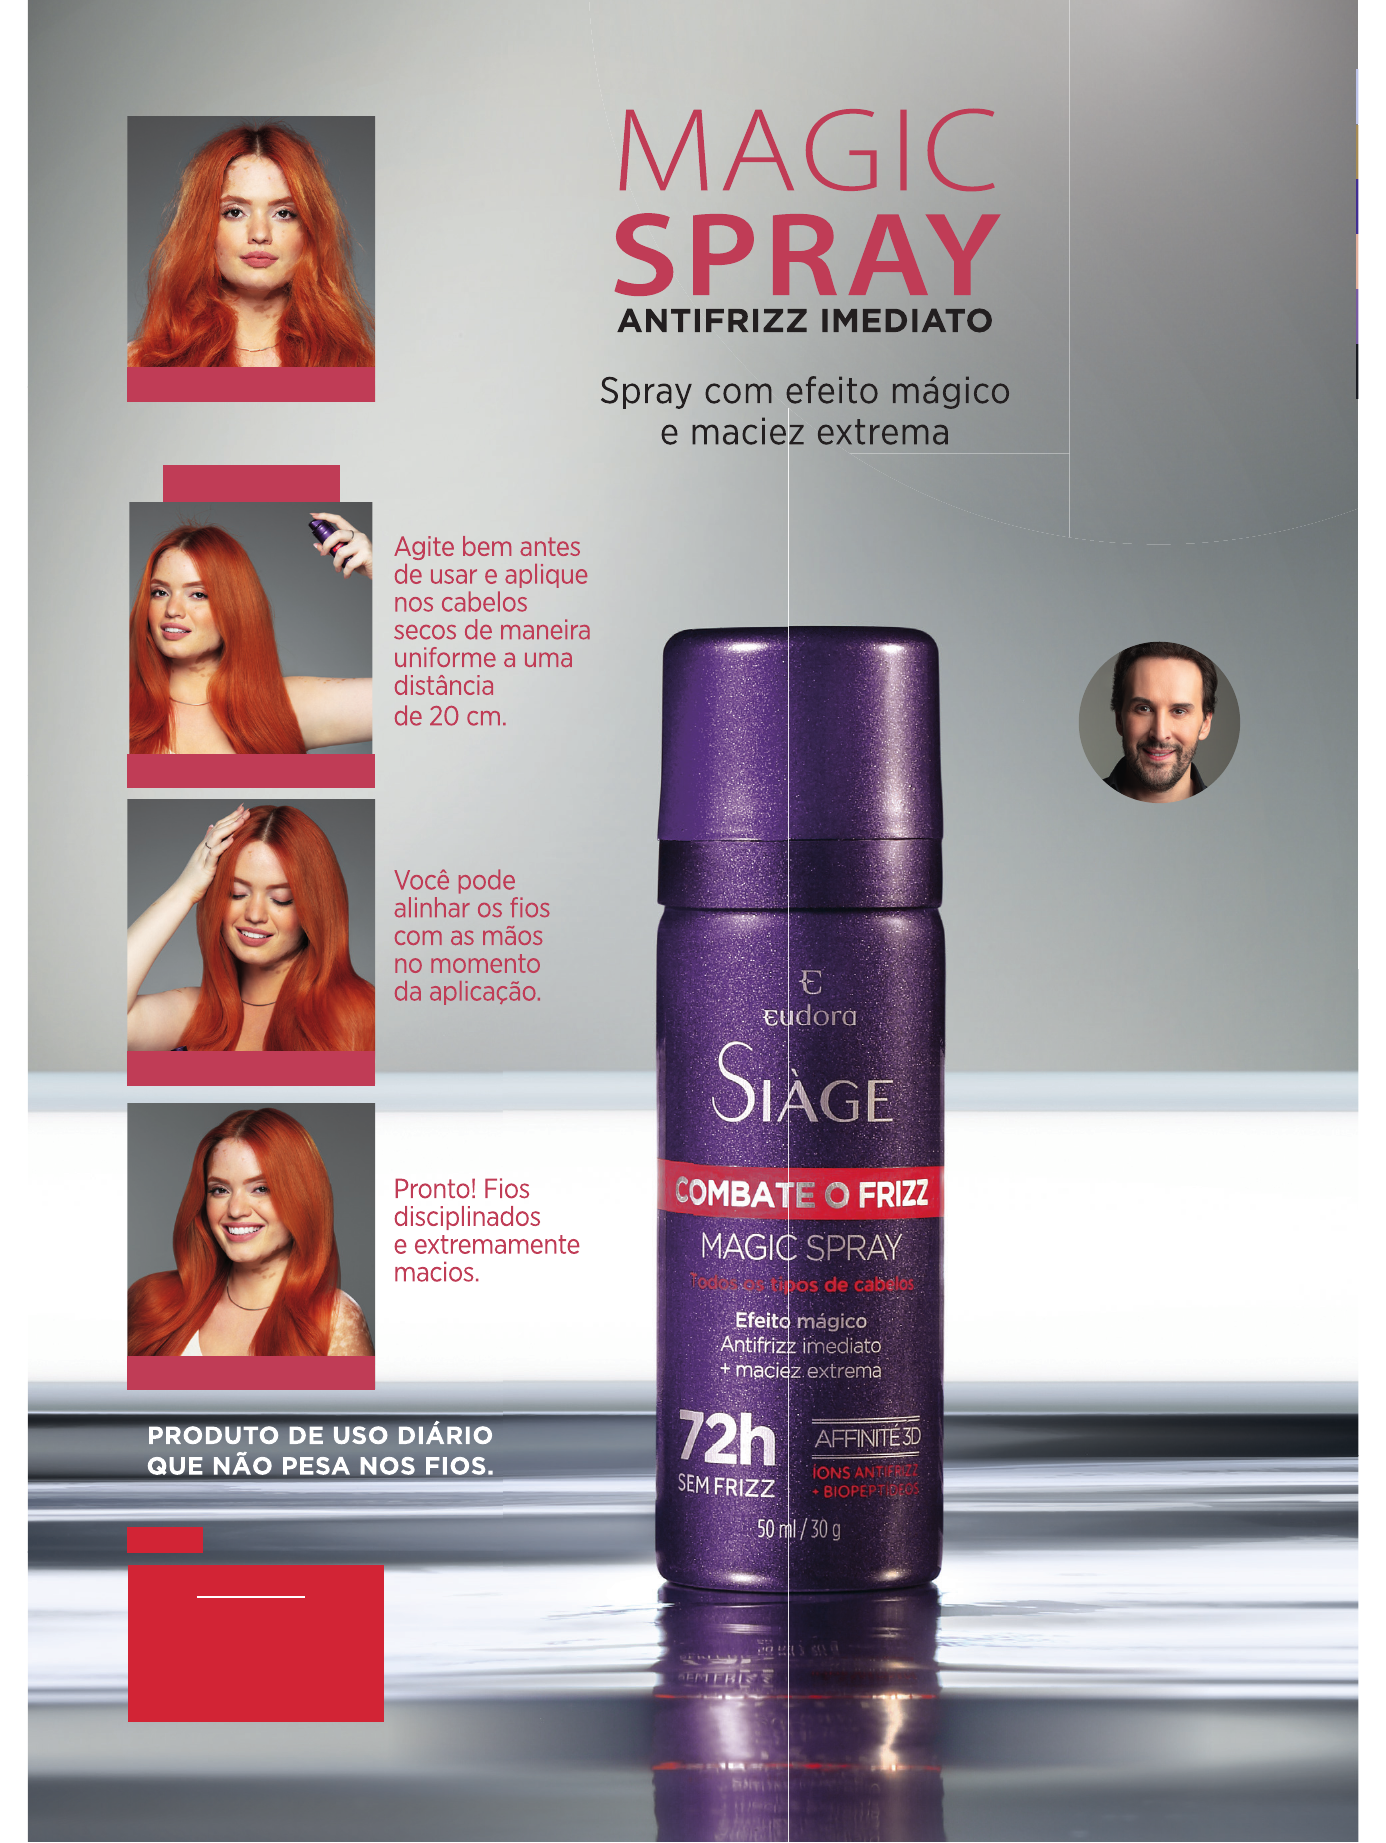 MAGIC
SPRAY
ANTIFRIZZ IMEDIATO
Spray com efeito mágico
e maciez extrema
Agite bem antes
de usar e aplique
nos cabelos
secos de maneira
uniforme a uma
distância
de 20 cm.
Você pode
alinhar os fios
com as mãos
no momento
da aplicação.
Pronto! Fios
disciplinados
e extremamente
macios.
PRODUTO DE USO DIÁRIO
QUE NÃO PESA NOS FIOS.
eudora
SIÀGE
COMBATE O FRIZZ
MAGIC SPRAY
Todos os tipos de cabelos
Efeito mágico
Antifrizz imediato
+ maciez extrema
72h
SEM FRIZZ
AFFINITÉ 3D
ÍONS ANTIFRIZZ
+ BIOPEPTÍDEOS
50 ml / 30 g